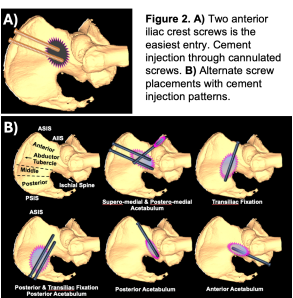 A)
Figure 2. A) Two anterior
iliac crest screws is the
easiest entry. Cement
injection through cannulated
screws. B) Alternate screw
placements with cement
injection patterns.
B)
ASIS
AIIS
Anterior
Abductor
Tubercle
Middle
Posterior
Ischial Spine
PSIS
Supero-medial & Postero-medial
Acetabulum
Transiliac Fixation
ASIS
Posterior & Transiliac Fixation
Posterior Acetabulum
Posterior Acetabulum
Anterior Acetabulum